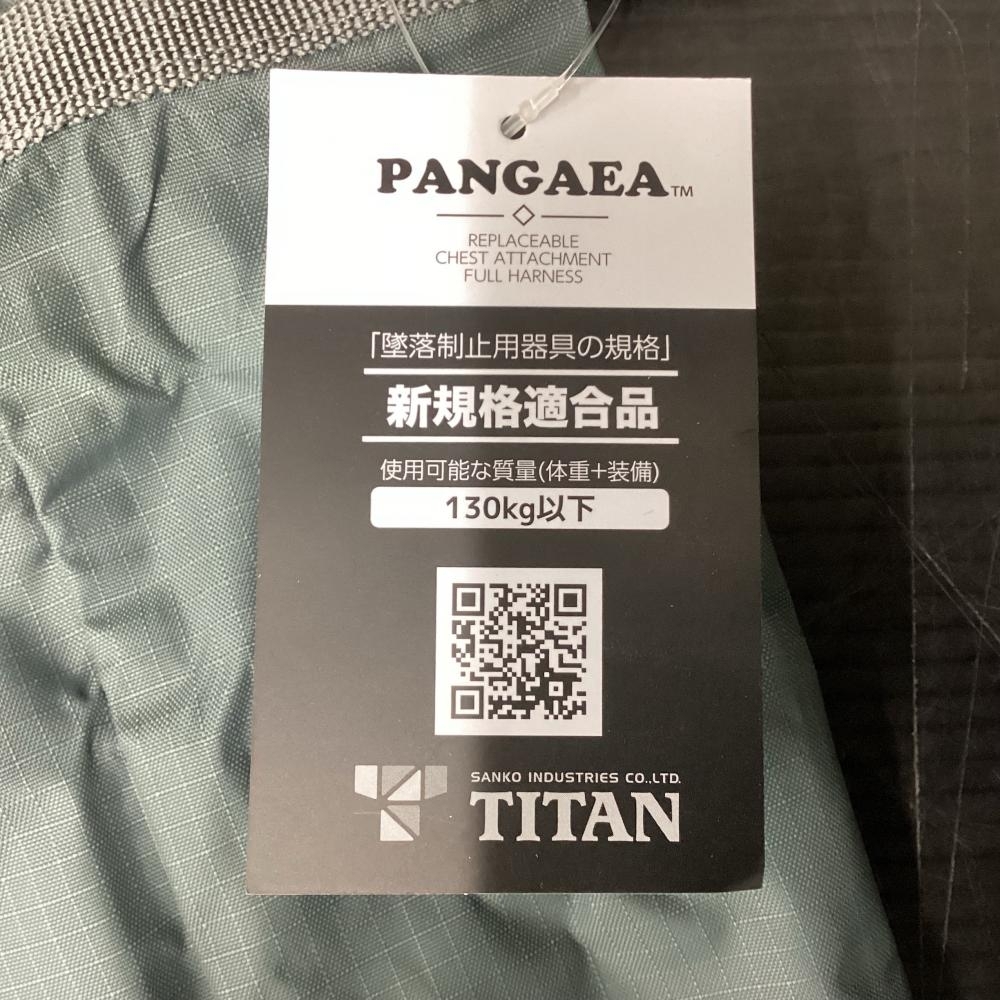 PANGAEA™
REPLACEABLE
CHEST ATTACHMENT
FULL HARNESS
「墜落制止用器具の規格」
新規格適合品
使用可能な質量(体重+装備)
130kg以下
SANKO INDUSTRIES CO.,LTD.
TITAN